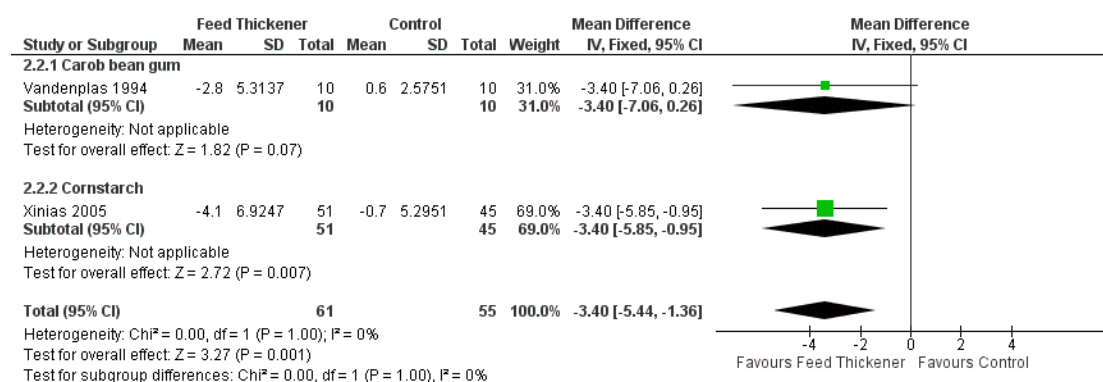 Feed Thickener Control Mean Difference Mean Difference
Study or Subgroup Mean SD Total Mean SD Total Weight IV, Fixed, 95% CI IV, Fixed, 95% CI
2.2.1 Carob bean gum
Vandenplas 1994 -2.8 5.3137 10 0.6 2.5751 10 31.0% -3.40 [-7.06, 0.26]
Subtotal (95% CI) 10 10 31.0% -3.40 [-7.06, 0.26]
Heterogeneity: Not applicable
Test for overall effect: Z = 1.82 (P = 0.07)
2.2.2 Cornstarch
Xinias 2005 -4.1 6.9247 51 -0.7 5.2951 45 69.0% -3.40 [-5.85, -0.95]
Subtotal (95% CI) 51 45 69.0% -3.40 [-5.85, -0.95]
Heterogeneity: Not applicable
Test for overall effect: Z = 2.72 (P = 0.007)
Total (95% CI) 61 55 100.0% -3.40 [-5.44, -1.36]
Heterogeneity: Chi² = 0.00, df = 1 (P = 1.00); I² = 0%
Test for overall effect: Z = 3.27 (P = 0.001)
Test for subgroup differences: Chi² = 0.00, df = 1 (P = 1.00), I² = 0%
-4 -2 0 2 4
Favours Feed Thickener Favours Control